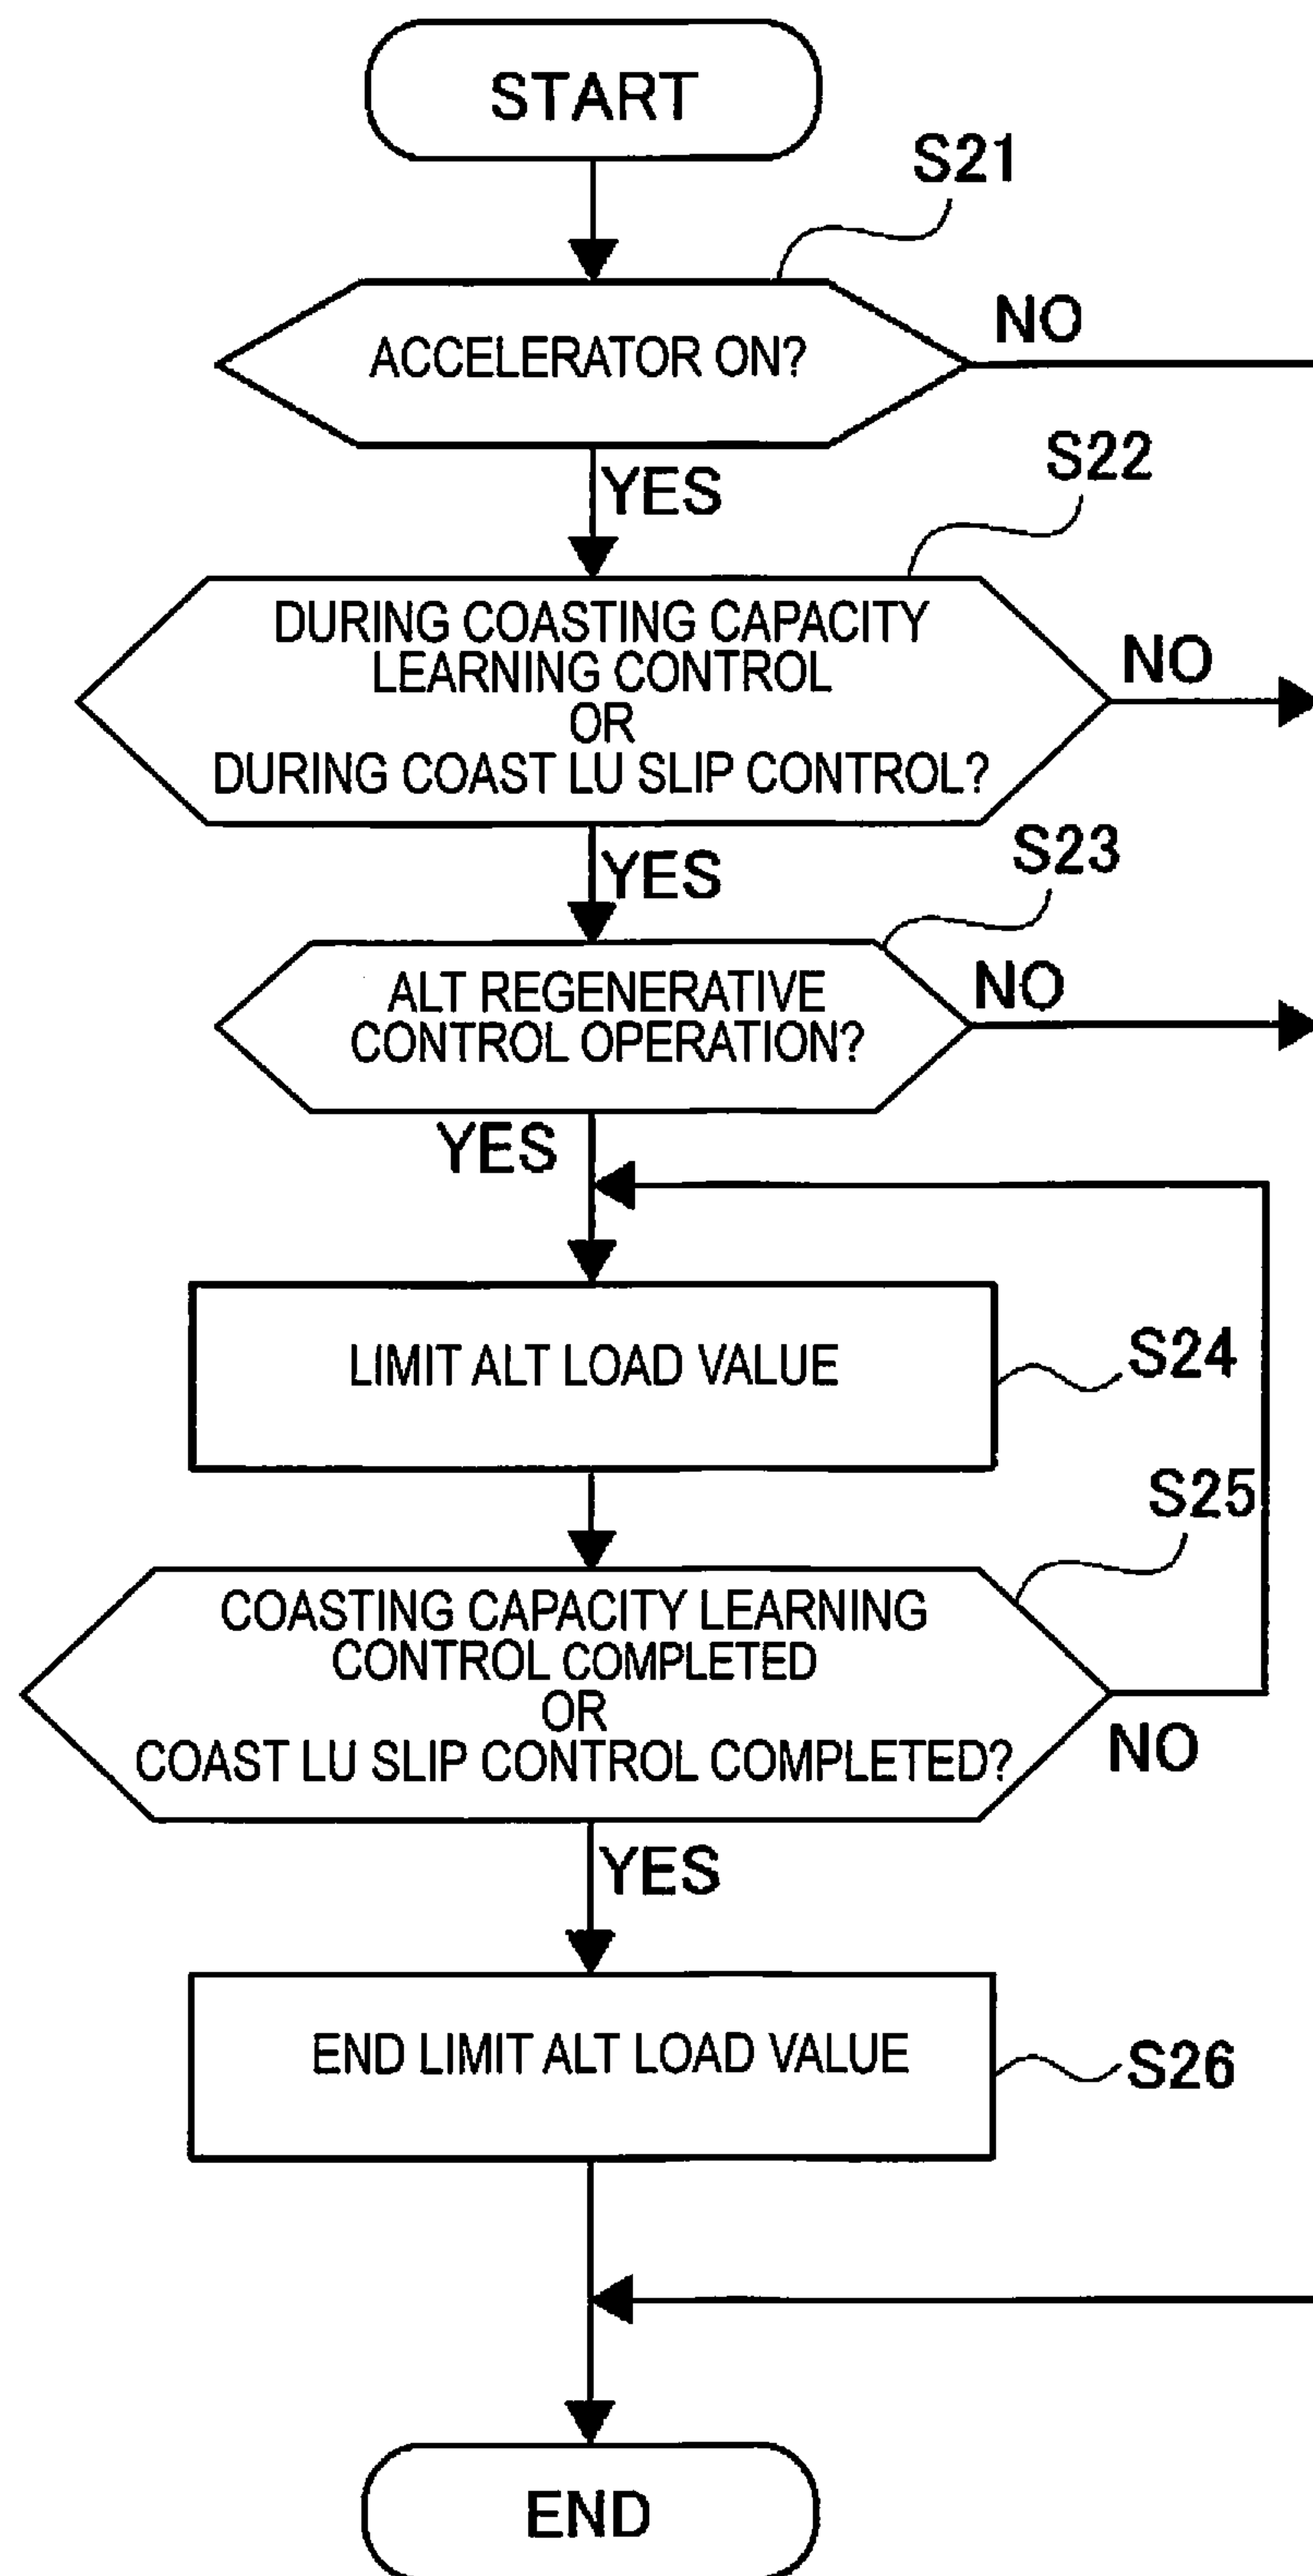 START
S21
ACCELERATOR ON?
NO
YES
S22
DURING COASTING CAPACITY
LEARNING CONTROL
OR
DURING COAST LU SLIP CONTROL?
NO
YES
S23
ALT REGENERATIVE
CONTROL OPERATION?
NO
YES
LIMIT ALT LOAD VALUE
S24
S25
COASTING CAPACITY LEARNING
CONTROL COMPLETED
OR
COAST LU SLIP CONTROL COMPLETED?
NO
YES
END LIMIT ALT LOAD VALUE
S26
END